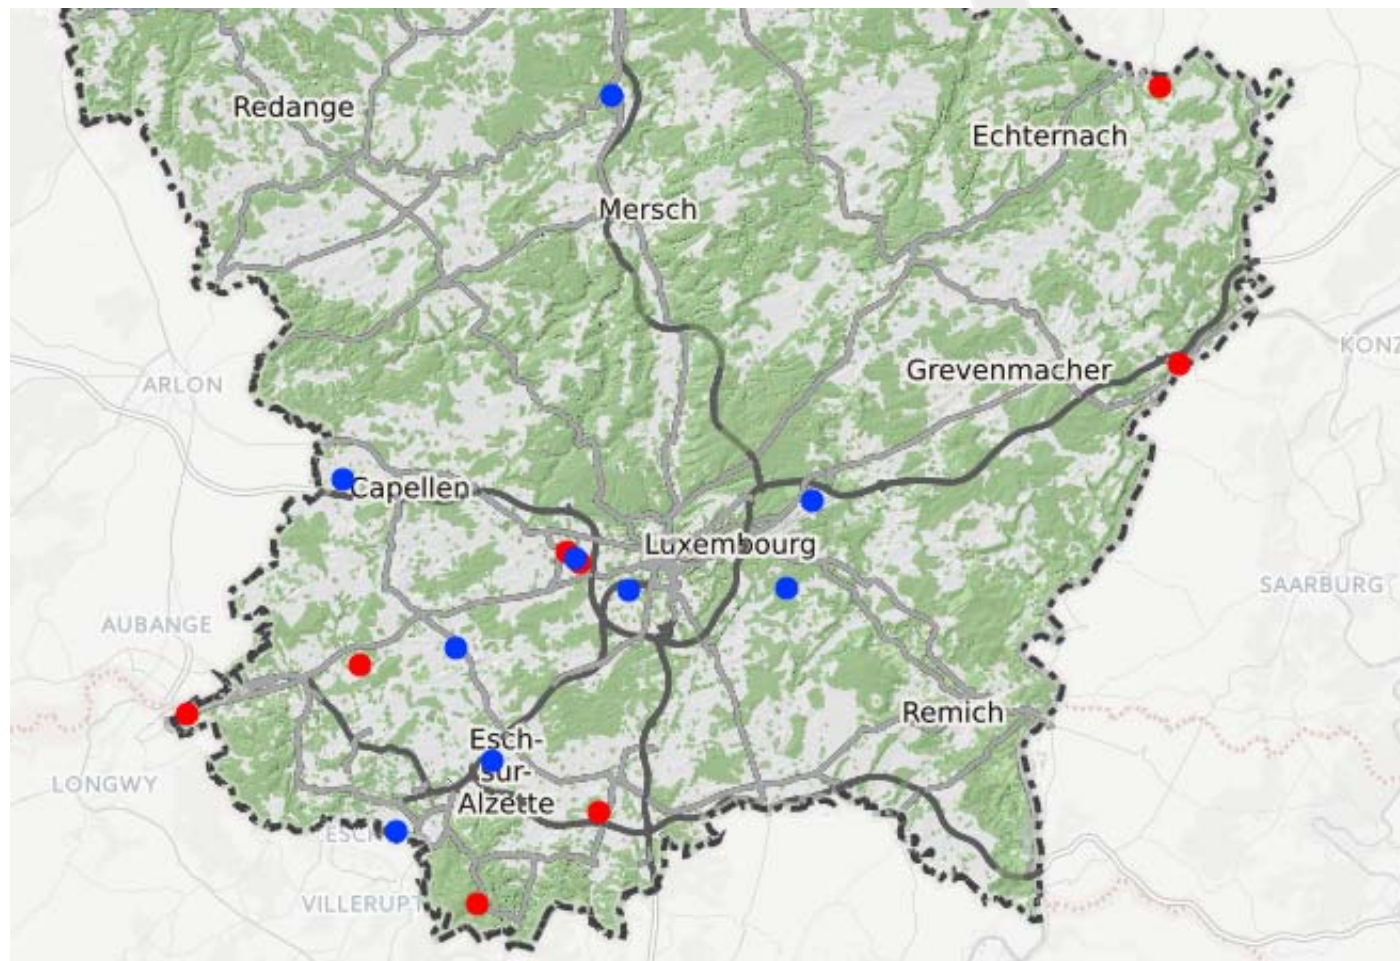 Redange
Echternach
Mersch
KONZ
Grevenmacher
ARLON
Capellen
Luxembourg
SAARBURG
AUBANGE
Remich
Esch-
sur-
Alzette
LONGWY
ESCH
VILLERUPT